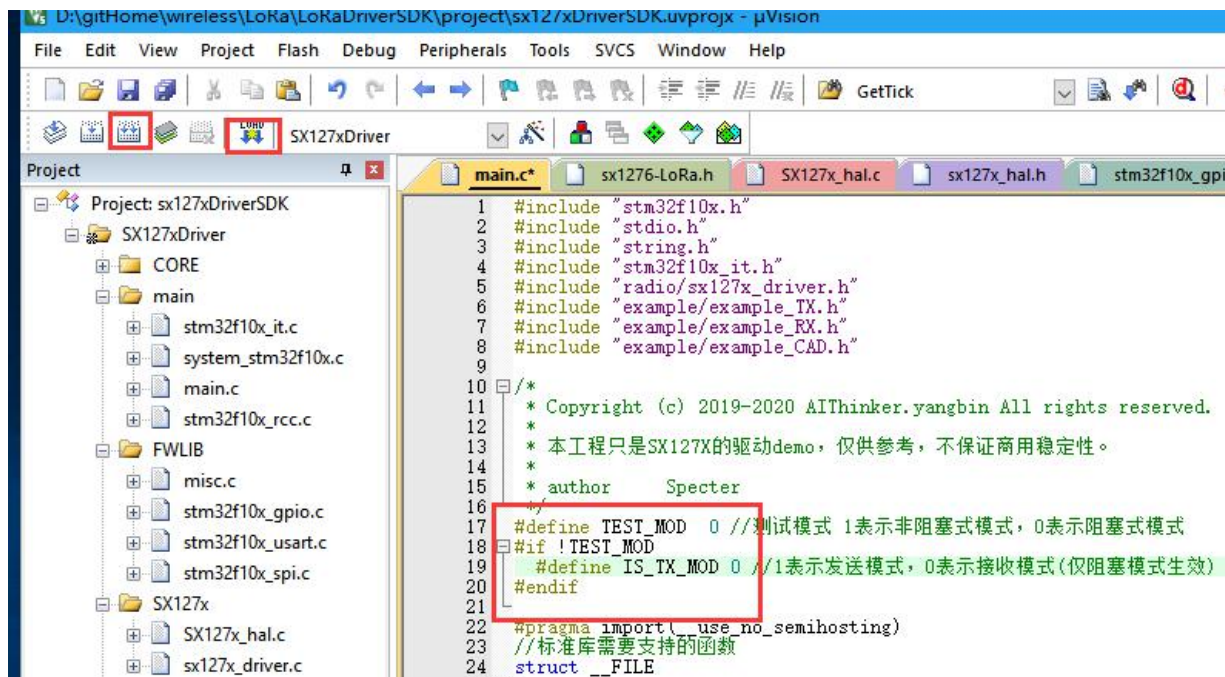 D:\gitHome\wireless\LoRa\LoRaDriverSDK\project\sx127xDriverSDK.uvprojx - µVision
File Edit View Project Flash Debug Peripherals Tools SVCS Window Help
GetTick
LOAD SX127xDriver
Project
main.c* sx1276-LoRa.h SX127x_hal.c sx127x_hal.h stm32f10x_gpi
Project: sx127xDriverSDK
SX127xDriver
CORE
main
stm32f10x_it.c
system_stm32f10x.c
main.c
stm32f10x_rcc.c
FWLIB
misc.c
stm32f10x_gpio.c
stm32f10x_usart.c
stm32f10x_spi.c
SX127x
SX127x_hal.c
sx127x_driver.c
1 #include "stm32f10x.h"
2 #include "stdio.h"
3 #include "string.h"
4 #include "stm32f10x_it.h"
5 #include "radio/sx127x_driver.h"
6 #include "example/example_TX.h"
7 #include "example/example_RX.h"
8 #include "example/example_CAD.h"
9
10 /*
11 * Copyright (c) 2019-2020 AIThinker.yangbin All rights reserved.
12 *
13 * 本工程只是SX127X的驱动demo，仅供参考，不保证商用稳定性。
14 *
15 * author Specter
16 */
17 #define TEST_MOD 0 //测试模式 1表示非阻塞式模式，0表示阻塞式模式
18 #if !TEST_MOD
19 #define IS_TX_MOD 0 //1表示发送模式，0表示接收模式(仅阻塞模式生效)
20 #endif
21
22 #pragma import(__use_no_semihosting)
23 //标准库需要支持的函数
24 struct __FILE